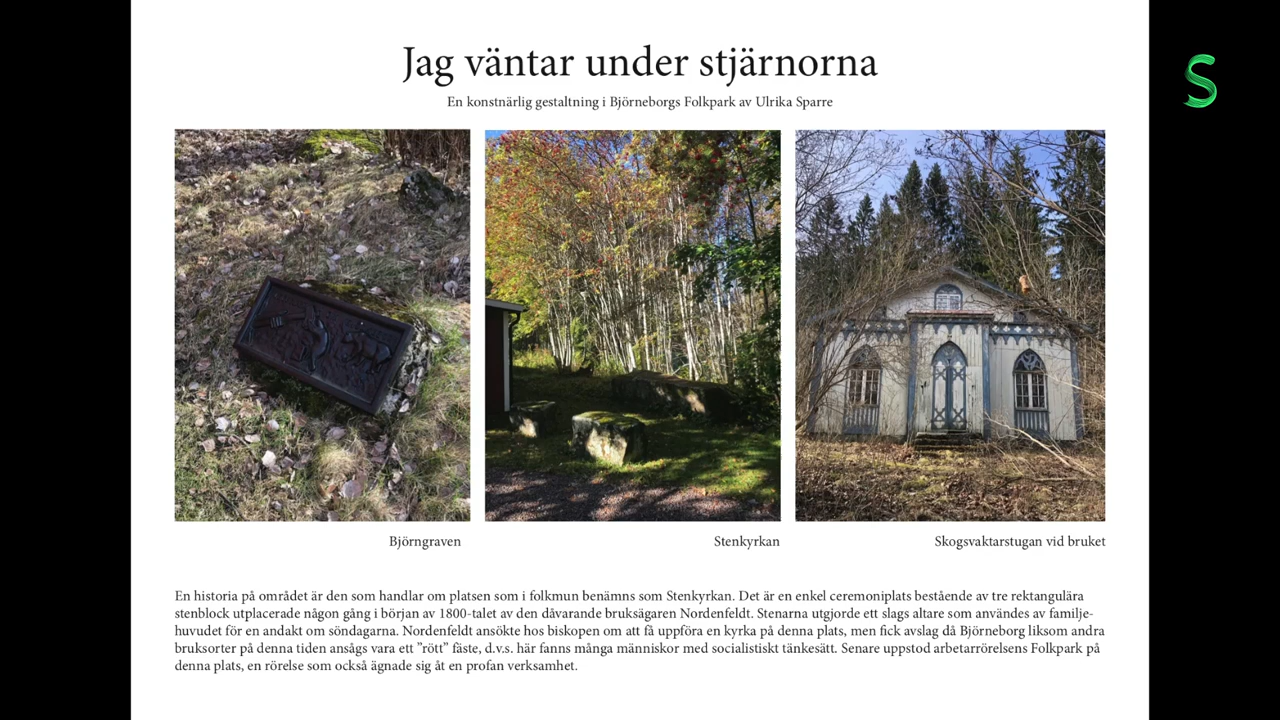 Jag väntar under stjärnorna
En konstnärlig gestaltning i Björneborgs Folkpark av Ulrika Sparre
S
Björngraven
Stenkyrkan
Skogsvaktarstugan vid bruket
En historia på området är den som handlar om platsen som i folkmun benämns som Stenkyrkan. Det är en enkel ceremoniplats bestående av tre rektangulära
stenblock utplacerade någon gång i början av 1800-talet av den dåvarande bruksägaren Nordenfeldt. Stenarna utgjorde ett slags altare som användes av familje-
huvudet för en andakt om söndagarna. Nordenfeldt ansökte hos biskopen om att få uppföra en kyrka på denna plats, men fick avslag då Björneborg liksom andra
bruksorter på denna tiden ansågs vara ett ”rött” fäste, d.v.s. här fanns många människor med socialistiskt tänkesätt. Senare uppstod arbetarrörelsens Folkpark på
denna plats, en rörelse som också ägnade sig åt en profan verksamhet.